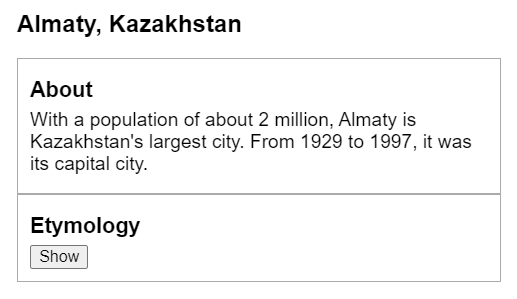 Almaty, Kazakhstan
About
With a population of about 2 million, Almaty is
Kazakhstan's largest city. From 1929 to 1997, it was
its capital city.
Etymology
Show